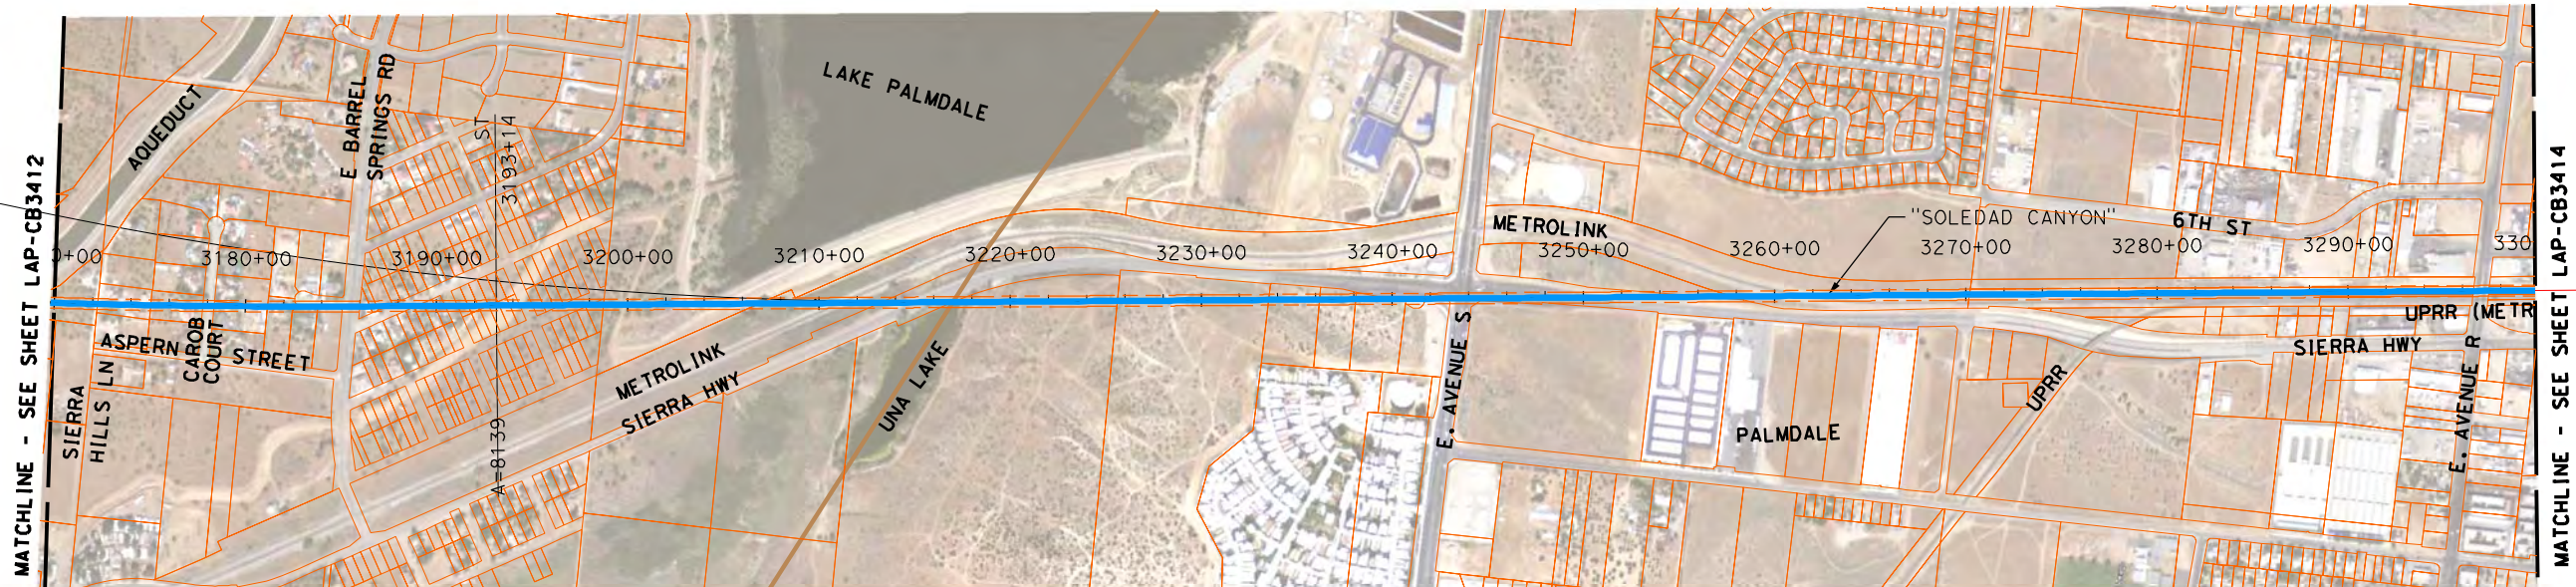 MATCHLINE - SEE SHEET LAP-CB3412
AQUEDUCT
E BARREL
SPRINGS RD
ST
3193+14
LAKE PALMDALE
METROLINK
"SOLEDAD CANYON"
6TH ST
0+00
3180+00
3190+00
3200+00
3210+00
3220+00
3230+00
3240+00
3250+00
3260+00
3270+00
3280+00
3290+00
330
UPRR (METR
ASPERN STREET
CAROB
COURT
SIERRA
HILLS LN
A=8139
METROLINK
SIERRA HWY
UNA LAKE
E. AVENUE S
PALMDALE
UPRR
SIERRA HWY
E. AVENUE R
MATCHLINE - SEE SHEET LAP-CB3414